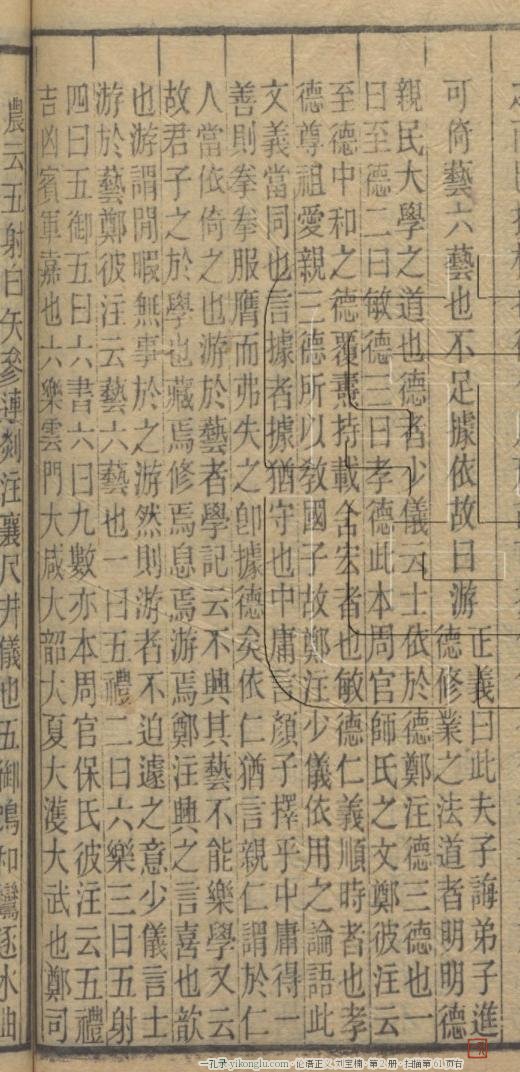 可倚藝六藝也不足據依故曰游
正義曰此夫子誨弟子進
德修業之法道者明明德
親民大學之道也德者少儀云士依於德鄭注德三德也一
曰至德二曰敏德三曰孝德此本周官師氏之文鄭彼注云
至德中和之德覆燾持載含宏者也敏德仁義順時者也孝
德尊祖愛親三德所以敎國子故鄭注少儀依用之論語此
文義當同也言據者據猶守也中庸言顏子擇乎中庸得一
善則拳拳服膺而弗失之卽據德矣依仁猶言親仁謂於仁
人當依倚之也游於藝者學記云不興其藝不能樂學又云
故君子之於學也藏焉修焉息焉游焉鄭注興之言喜也歆
也游謂閒暇無事於之游然則游者不迫遽之意少儀言士
游於藝鄭彼注云藝六藝也一曰五禮二曰六樂三曰五射
四曰五御五曰六書六曰九數亦本周官保氏彼注云五禮
吉凶賓軍嘉也六樂雲門大咸大韶大夏大濩大武也鄭司
農云五射白矢參連剡注襄尺井儀也五御鳴和鸞逐水曲
一孔录 yikonglu.com · 论语正义 刘宝楠 · 第2册 · 扫描第61页右